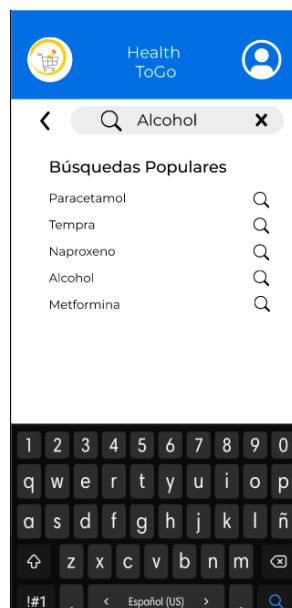 Health
ToGo
Alcohol
Búsquedas Populares
Paracetamol
Tempra
Naproxeno
Alcohol
Metformina
1 2 3 4 5 6 7 8 9 0
q w e r t y u i o p
a s d f g h j k l ñ
z x c v b n m
!#1 , < Español (US) > .